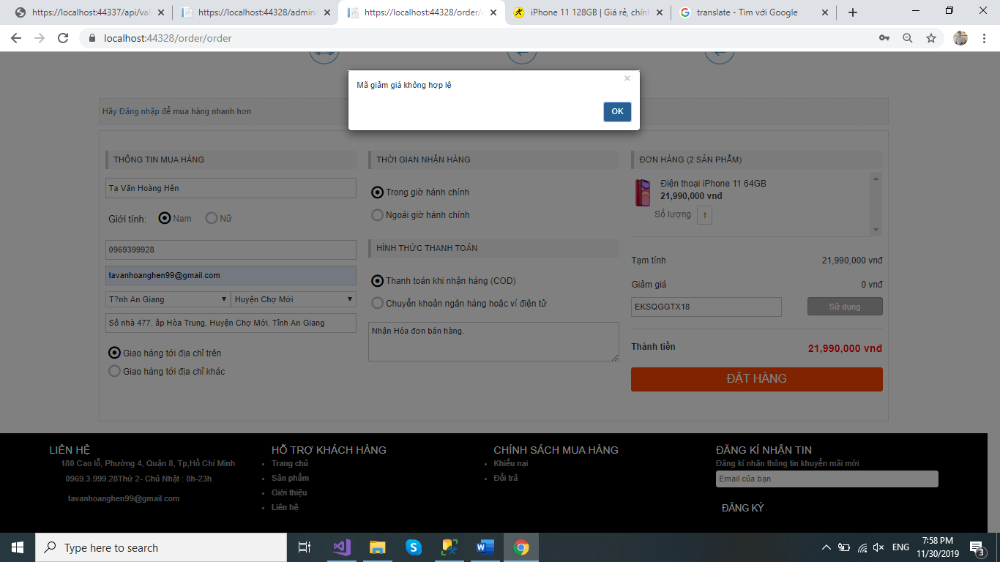 https://localhost:44337/api/val
https://localhost:44328/admin/
https://localhost:44328/order/o
iPhone 11 128GB | Giá rẻ, chính
translate - Tìm với Google
localhost:44328/order/order
Mã giảm giá không hợp lệ
×
OK
Hãy Đăng nhập để mua hàng nhanh hơn
THÔNG TIN MUA HÀNG
Tạ Văn Hoàng Hên
Giới tính: Nam Nữ
0969399928
tavanhoanghen99@gmail.com
T?nh An Giang
Huyện Chợ Mới
Số nhà 477, ấp Hòa Trung, Huyện Chợ Mới, Tỉnh An Giang
Giao hàng tới địa chỉ trên
Giao hàng tới địa chỉ khác
THỜI GIAN NHẬN HÀNG
Trong giờ hành chính
Ngoài giờ hành chính
HÌNH THỨC THANH TOÁN
Thanh toán khi nhận hàng (COD)
Chuyển khoản ngân hàng hoặc ví điện tử
Nhận Hóa đơn bán hàng.
ĐƠN HÀNG (2 SẢN PHẨM)
Điện thoại iPhone 11 64GB
21,990,000 vnđ
Số lượng 1
Tạm tính 21,990,000 vnđ
Giảm giá 0 vnđ
EKSQGGTX18 Sử dụng
Thành tiền 21,990,000 vnđ
ĐẶT HÀNG
LIÊN HỆ
180 Cao lỗ, Phường 4, Quận 8, Tp,Hồ Chí Minh
0969.3.999.28Thứ 2- Chủ Nhật : 8h-23h
tavanhoanghen99@gmail.com
HỖ TRỢ KHÁCH HÀNG
Trang chủ
Sản phẩm
Giới thiệu
Liên hệ
CHÍNH SÁCH MUA HÀNG
Khiếu nại
Đổi trả
ĐĂNG KÍ NHẬN TIN
Đăng kí nhận thông tin khuyến mãi mới
Email của bạn
ĐĂNG KÝ
Type here to search
ENG
7:58 PM
11/30/2019
3